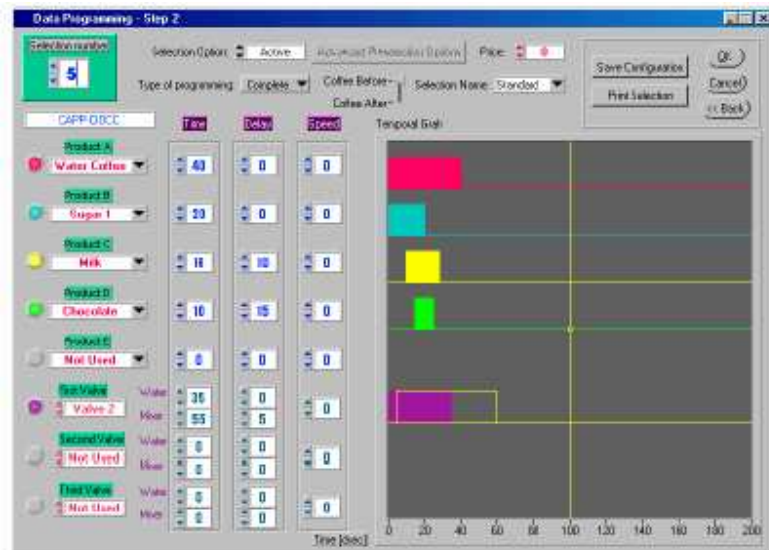 Data Programming - Step 2
Selection number
5
Selection Option: Active Advanced Preselection Options Price: 0
Type of programming: Complete Coffee Before Coffee After Selection Name: Standard
Save Configuration
Print Selection
OK
Cancel
<< Back
Time Delay Speed Temporal Grafi
Product A
Water Coffee 40 0 0
Product B
Sugar 1 20 0 0
Product C
Milk 10 0
Product D
Chocolate 10 15 0
Product E
Not Used 0 0 0
First Valve
Valve 2
Water 35 0
Mixer 55 5
0
Second Valve
Not Used
Water 0 0
Mixer 0 0
0
Third Valve
Not Used
Water 0 0
Mixer 0 0
0
Time [dsec]
0 20 40 60 80 100 120 140 160 180 200